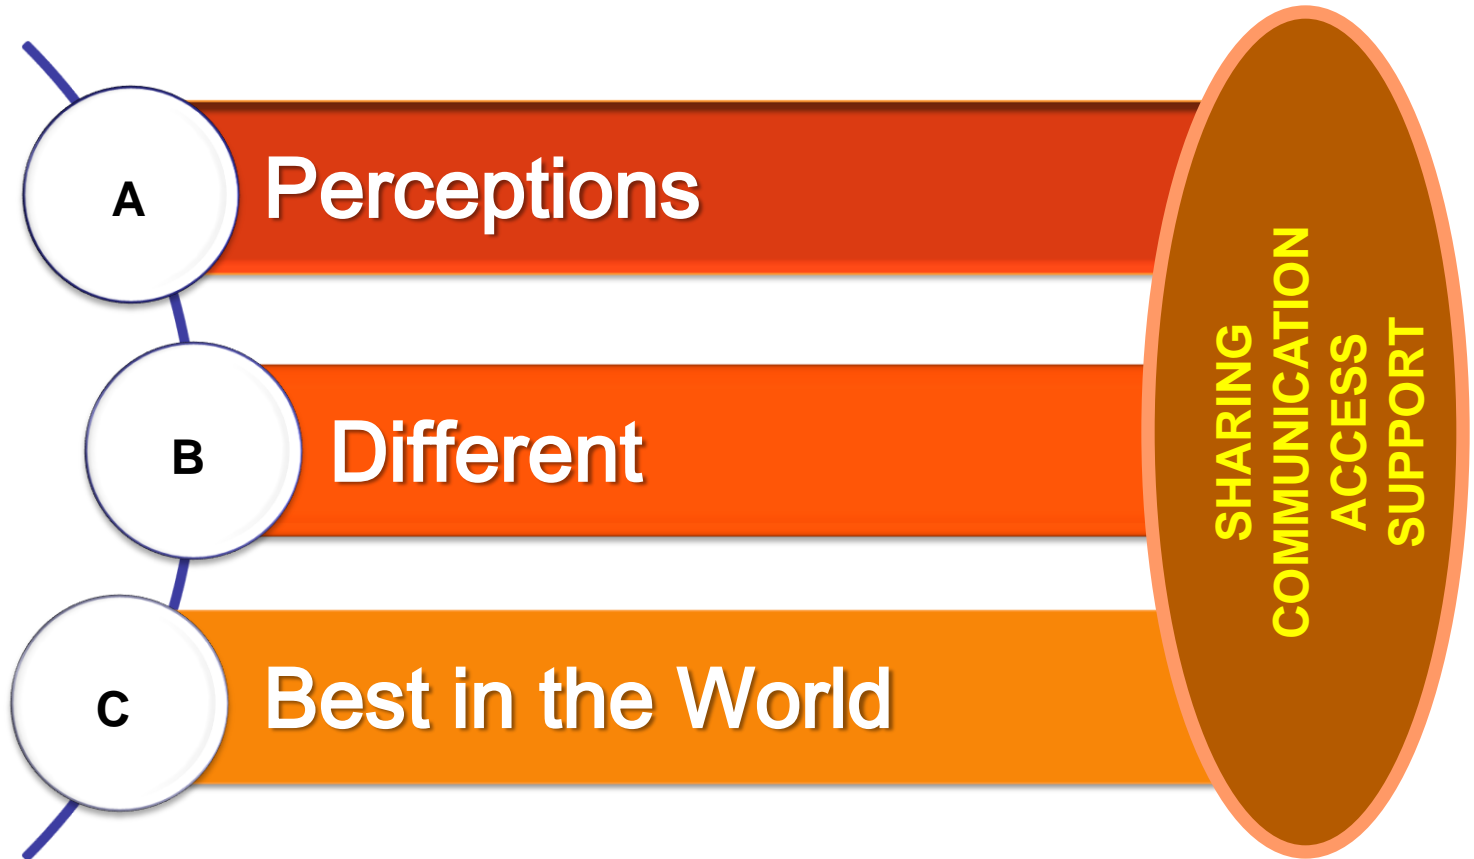 A
Perceptions
B
Different
C
Best in the World
SHARING
COMMUNICATION
ACCESS
SUPPORT